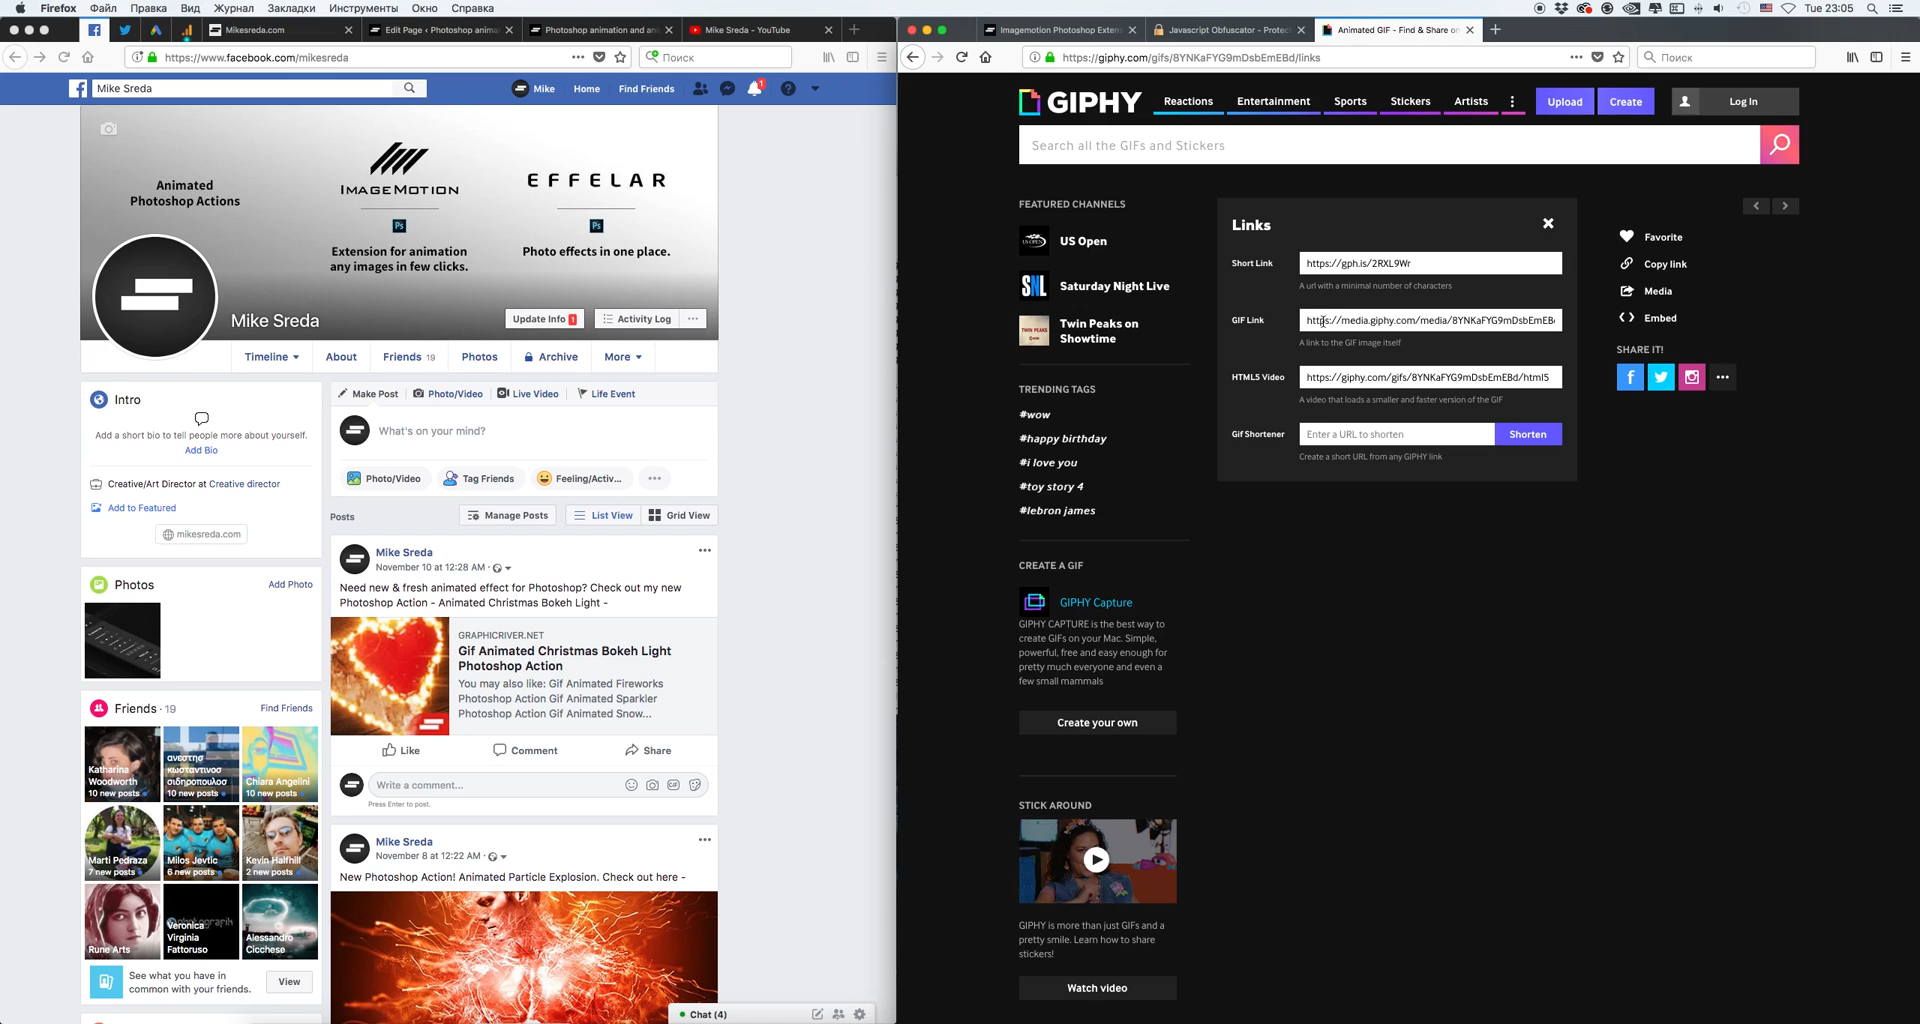 Firefox Файл Правка Вид Журнал Закладки Инструменты Окно Справка
Tue 23:05
Mikesreda.com
Edit Page ‹ Photoshop animat
Photoshop animation and an
Mike Sreda - YouTube
https://www.facebook.com/mikesreda
Поиск
Mike Sreda
Mike
Home
Find Friends
1
Animated
Photoshop Actions
IMAGEMOTION
Ps
Extension for animation
any images in few clicks.
EFFELAR
Ps
Photo effects in one place.
Mike Sreda
Update Info 1
Activity Log
Timeline
About
Friends 19
Photos
Archive
More
Intro
Add a short bio to tell people more about yourself.
Add Bio
Creative/Art Director at Creative director
Add to Featured
mikesreda.com
Photos
Add Photo
Friends · 19
Find Friends
Katharina
Woodworth
10 new posts
ανεστησ
κωσταντινοσ
σιδηροπουλοσ
10 new posts
Chiara Angelini
10 new posts
Marti Pedraza
7 new posts
Milos Jevtic
6 new posts
Kevin Halfhill
2 new posts
Rune Arts
Veronica
Virginia
Fattoruso
Alessandro
Cicchese
See what you have in
common with your friends.
View
Make Post
Photo/Video
Live Video
Life Event
What's on your mind?
Photo/Video
Tag Friends
Feeling/Activ...
Posts
Manage Posts
List View
Grid View
Mike Sreda
November 10 at 12:28 AM ·
Need new & fresh animated effect for Photoshop? Check out my new
Photoshop Action - Animated Christmas Bokeh Light -
GRAPHICRIVER.NET
Gif Animated Christmas Bokeh Light
Photoshop Action
You may also like: Gif Animated Fireworks
Photoshop Action Gif Animated Sparkler
Photoshop Action Gif Animated Snow...
Like
Comment
Share
Write a comment...
GIF
Press Enter to post.
Mike Sreda
November 8 at 12:22 AM ·
New Photoshop Action! Animated Particle Explosion. Check out here -
Chat (4)
Imagemotion Photoshop Extens
Javascript Obfuscator - Protec
Animated GIF - Find & Share on
https://giphy.com/gifs/8YNKaFYG9mDsbEmEBd/links
Поиск
GIPHY
Reactions
Entertainment
Sports
Stickers
Artists
Upload
Create
Log In
Search all the GIFs and Stickers
FEATURED CHANNELS
US OPEN
US Open
SNL
Saturday Night Live
TWIN PEAKS
Twin Peaks on
Showtime
TRENDING TAGS
#wow
#happy birthday
#i love you
#toy story 4
#lebron james
CREATE A GIF
GIPHY Capture
GIPHY CAPTURE is the best way to
create GIFs on your Mac. Simple,
powerful, free and easy enough for
pretty much everyone and even a
few small mammals
Create your own
STICK AROUND
GIPHY is more than just GIFs and a
pretty smile. Learn how to share
stickers!
Watch video
Links
Short Link
https://gph.is/2RXL9Wr
A url with a minimal number of characters
GIF Link
https://media.giphy.com/media/8YNKaFYG9mDsbEmEB
A link to the GIF image itself
HTML5 Video
https://giphy.com/gifs/8YNKaFYG9mDsbEmEBd/html5
A video that loads a smaller and faster version of the GIF
Gif Shortener
Enter a URL to shorten
Shorten
Create a short URL from any GIPHY link
Favorite
Copy link
Media
Embed
SHARE IT!